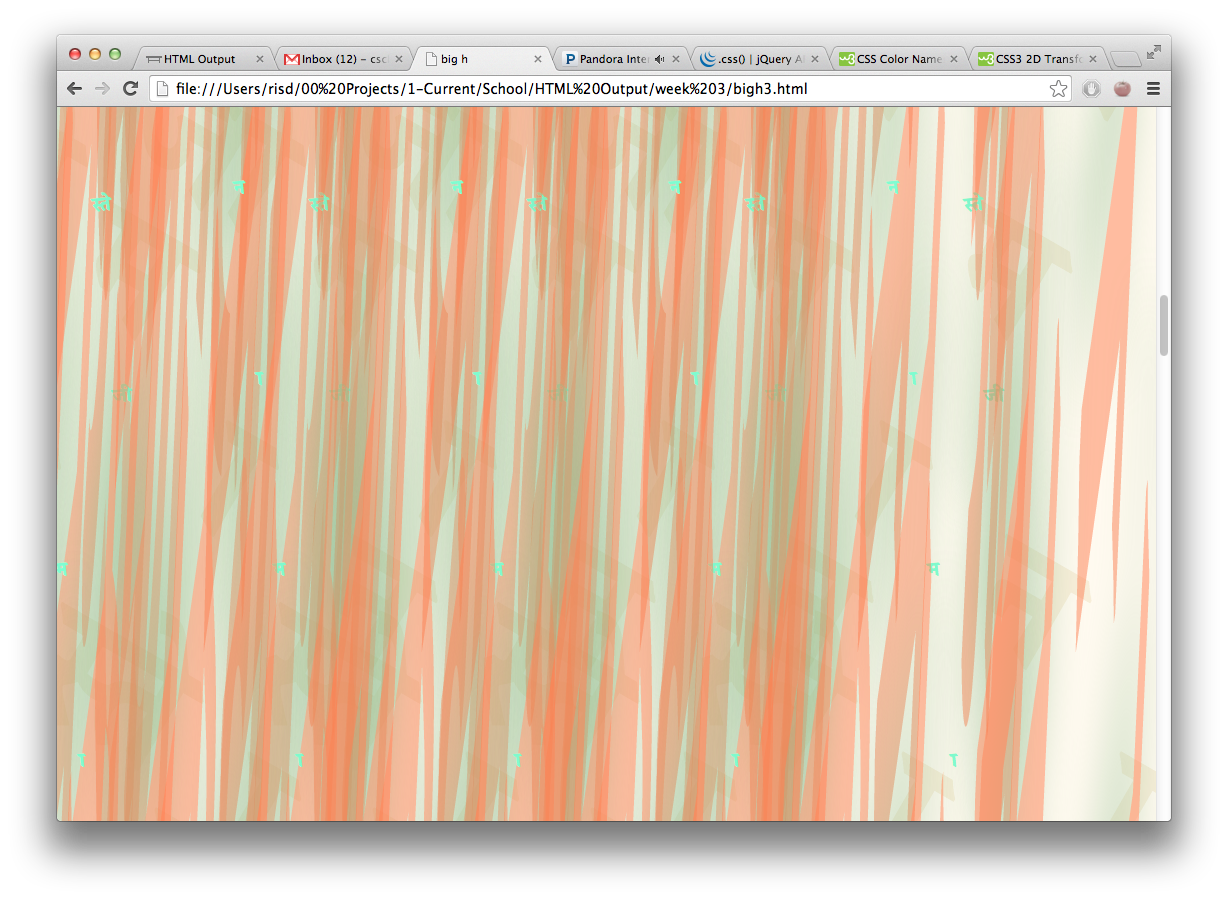 HTML Output
Inbox (12) – csc
big h
Pandora Inter
.css() | jQuery A
CSS Color Name
CSS3 2D Transfo
file:///Users/risd/00%20Projects/1-Current/School/HTML%20Output/week%203/bigh3.html
न न न न न
स्ते स्ते स्ते स्ते स्ते
ा ा ा ा
जी जी जी जी जी
म म म म म
ा ा ा ा ा